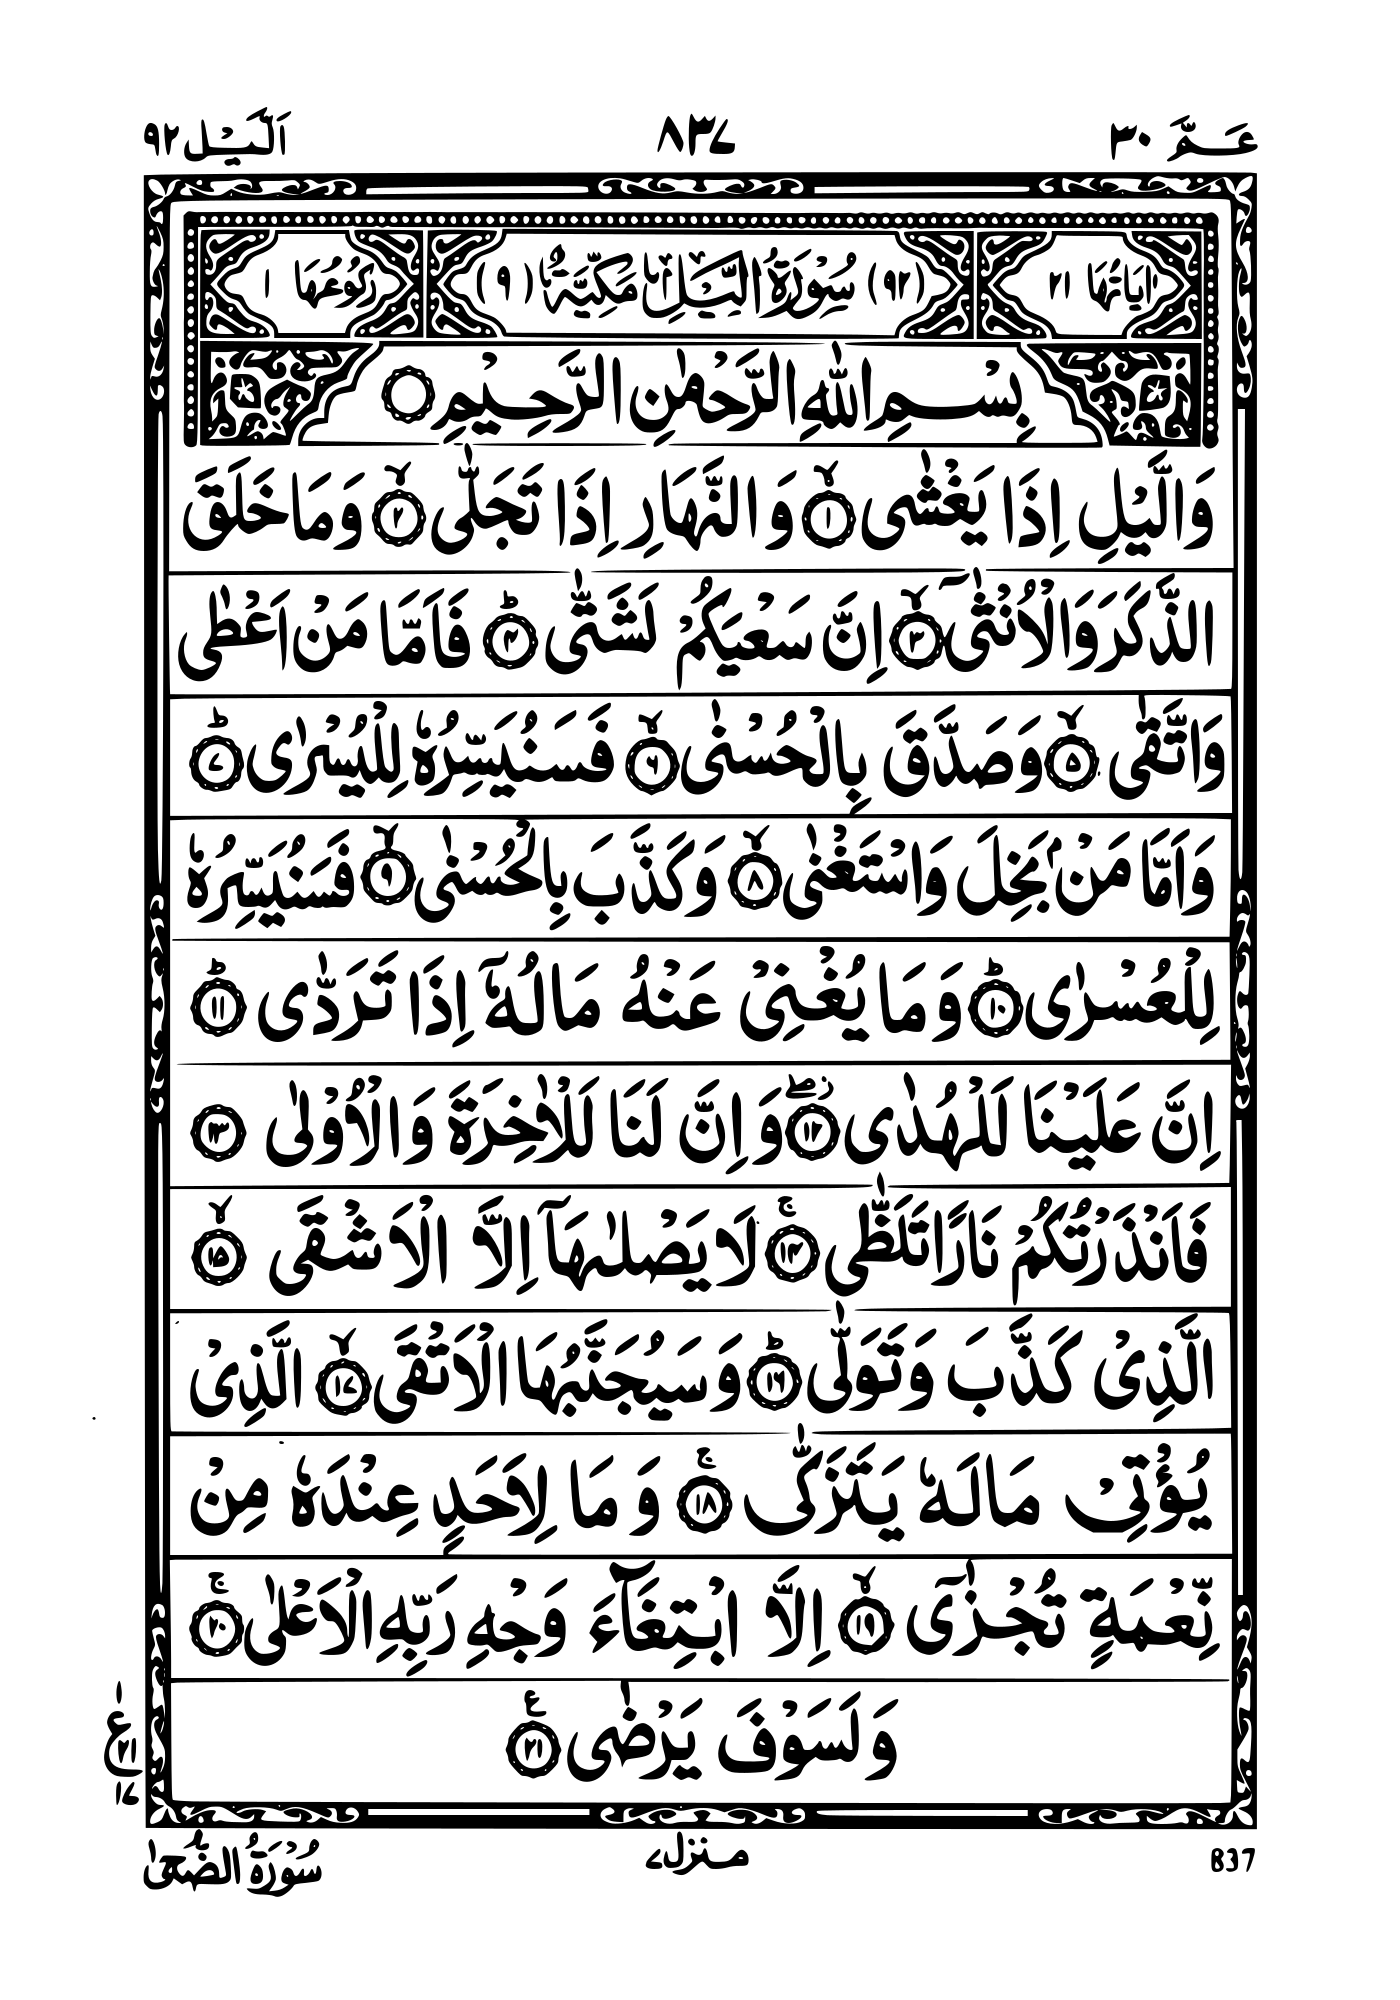 عَـمَّ ٣٠ ٨٣٧ اَلَّيْل ٩٢
اٰيَاتُهَا ٢١ (٩٢) سُوْرَةُ الَّيْلِ مَكِّيَّةٌ (٩) رُكُوْعُهَا ١
بِسْمِ اللّٰهِ الرَّحْمٰنِ الرَّحِيْمِ
وَالَّيْلِ اِذَا يَغْشٰى ۙ﴿١﴾ وَ النَّهَارِ اِذَا تَجَلّٰى ۙ﴿٢﴾ وَ مَا خَلَقَ
الذَّكَرَ وَالْاُنْثٰٓى ۙ﴿٣﴾ اِنَّ سَعْيَكُمْ لَشَتّٰى ؕ﴿٤﴾ فَاَمَّا مَنْ اَعْطٰى
وَاتَّقٰى ۙ﴿٥﴾ وَصَدَّقَ بِالْحُسْنٰى ۙ﴿٦﴾ فَسَنُيَسِّرُهٗ لِلْيُسْرٰى ؕ﴿٧﴾
وَاَمَّا مَنْۢ بَخِلَ وَاسْتَغْنٰى ۙ﴿٨﴾ وَكَذَّبَ بِالْحُسْنٰى ۙ﴿٩﴾ فَسَنُيَسِّرُهٗ
لِلْعُسْرٰى ؕ﴿١٠﴾ وَمَا يُغْنِيْ عَنْهُ مَالُهٗٓ اِذَا تَرَدّٰى ؕ﴿١١﴾
اِنَّ عَلَيْنَا لَلْهُدٰى ۖ﴿١٢﴾ وَ اِنَّ لَنَا لَلْاٰخِرَةَ وَالْاُوْلٰى ﴿١٣﴾
فَاَنْذَرْتُكُمْ نَارًا تَلَظّٰى ۚ﴿١٤﴾ لَا يَصْلٰىهَآ اِلَّا الْاَشْقَى ۙ﴿١٥﴾
الَّذِيْ كَذَّبَ وَتَوَلّٰى ؕ﴿١٦﴾ وَسَيُجَنَّبُهَا الْاَتْقَى ۙ﴿١٧﴾ الَّذِيْ
يُؤْتِيْ مَالَهٗ يَتَزَكّٰى ۚ﴿١٨﴾ وَ مَا لِاَحَدٍ عِنْدَهٗ مِنْ
نِّعْمَةٍ تُجْزٰٓى ۙ﴿١٩﴾ اِلَّا ابْتِغَآءَ وَجْهِ رَبِّهِ الْاَعْلٰى ۚ﴿٢٠﴾
وَلَسَوْفَ يَرْضٰى ۧ﴿٢١﴾
١
ع
٢١
١٧
837 منزل ٧ سُوْرَةُ الضُّحٰى